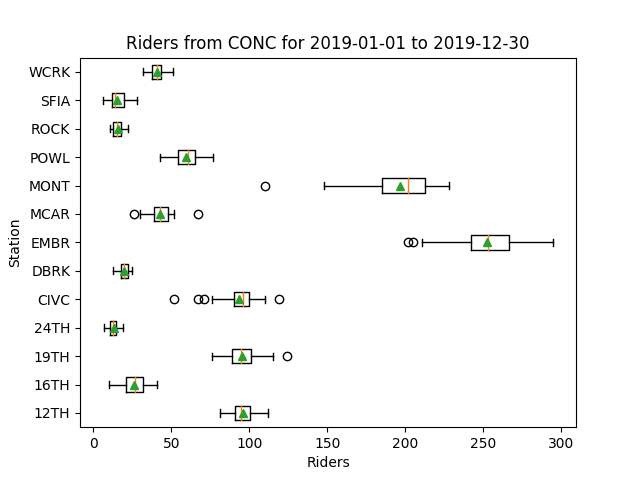 Riders from CONC for 2019-01-01 to 2019-12-30
WCRK
SFIA
ROCK
POWL
MONT
MCAR
EMBR
DBRK
CIVC
24TH
19TH
16TH
12TH
Station
0 50 100 150 200 250 300
Riders